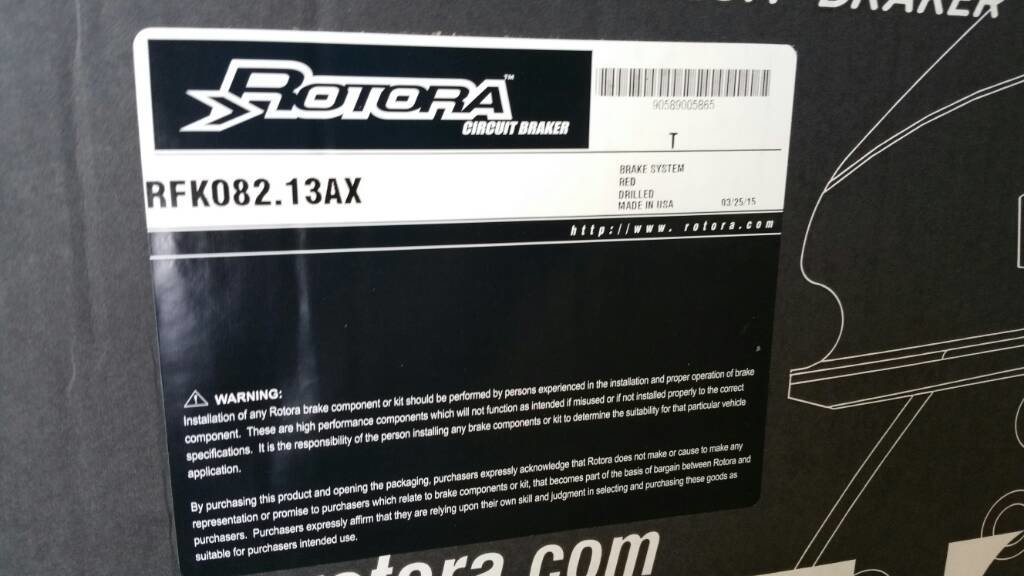 BRAKER
ROTORA™
CIRCUIT BRAKER
90589005865
T
RFK082.13AX
BRAKE SYSTEM
RED
DRILLED
MADE IN USA 03/25/15
http://www. rotora.com
WARNING:
Installation of any Rotora brake component or kit should be performed by persons experienced in the installation and proper operation of brake
component. These are high performance components which will not function as intended if misused or if not installed properly to the correct
specifications. It is the responsibility of the person installing any brake components or kit to determine the suitability for that particular vehicle
application.
By purchasing this product and opening the packaging, purchasers expressly acknowledge that Rotora does not make or cause to make any
representation or promise to purchasers which relate to brake components or kit, that becomes part of the basis of bargain between Rotora and
purchasers. Purchasers expressly affirm that they are relying upon their own skill and judgment in selecting and purchasing these goods as
suitable for purchasers intended use.
rotora.com